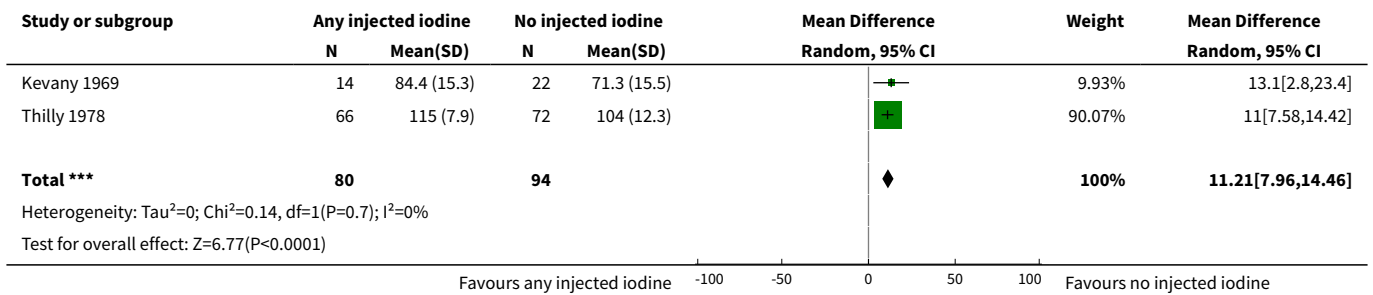 Study or subgroup Any injected iodine No injected iodine Mean Difference Weight Mean Difference
N Mean(SD) N Mean(SD) Random, 95% CI Random, 95% CI
Kevany 1969 14 84.4 (15.3) 22 71.3 (15.5) 9.93% 13.1[2.8,23.4]
Thilly 1978 66 115 (7.9) 72 104 (12.3) 90.07% 11[7.58,14.42]
Total *** 80 94 100% 11.21[7.96,14.46]
Heterogeneity: Tau²=0; Chi²=0.14, df=1(P=0.7); I²=0%
Test for overall effect: Z=6.77(P<0.0001)
Favours any injected iodine -100 -50 0 50 100 Favours no injected iodine